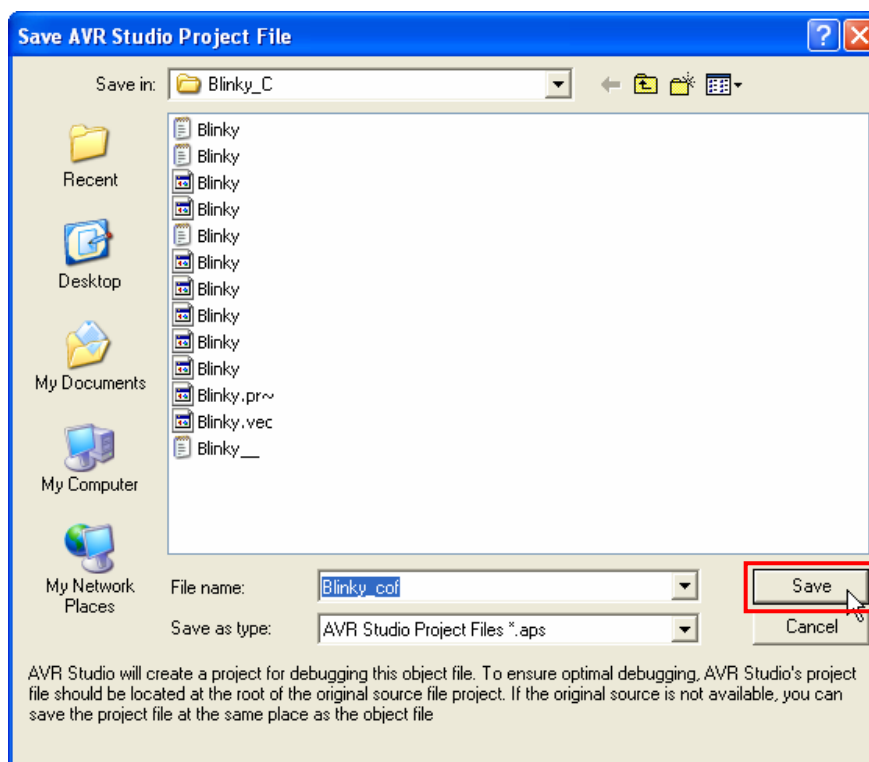 Save AVR Studio Project File
Save in: Blinky_C
Recent
Desktop
My Documents
My Computer
My Network
Places
Blinky
Blinky
Blinky
Blinky
Blinky
Blinky
Blinky
Blinky
Blinky
Blinky
Blinky.pr~
Blinky.vec
Blinky__
File name: Blinky_cof Save
Save as type: AVR Studio Project Files *.aps Cancel
AVR Studio will create a project for debugging this object file. To ensure optimal debugging, AVR Studio's project
file should be located at the root of the original source file project. If the original source is not available, you can
save the project file at the same place as the object file